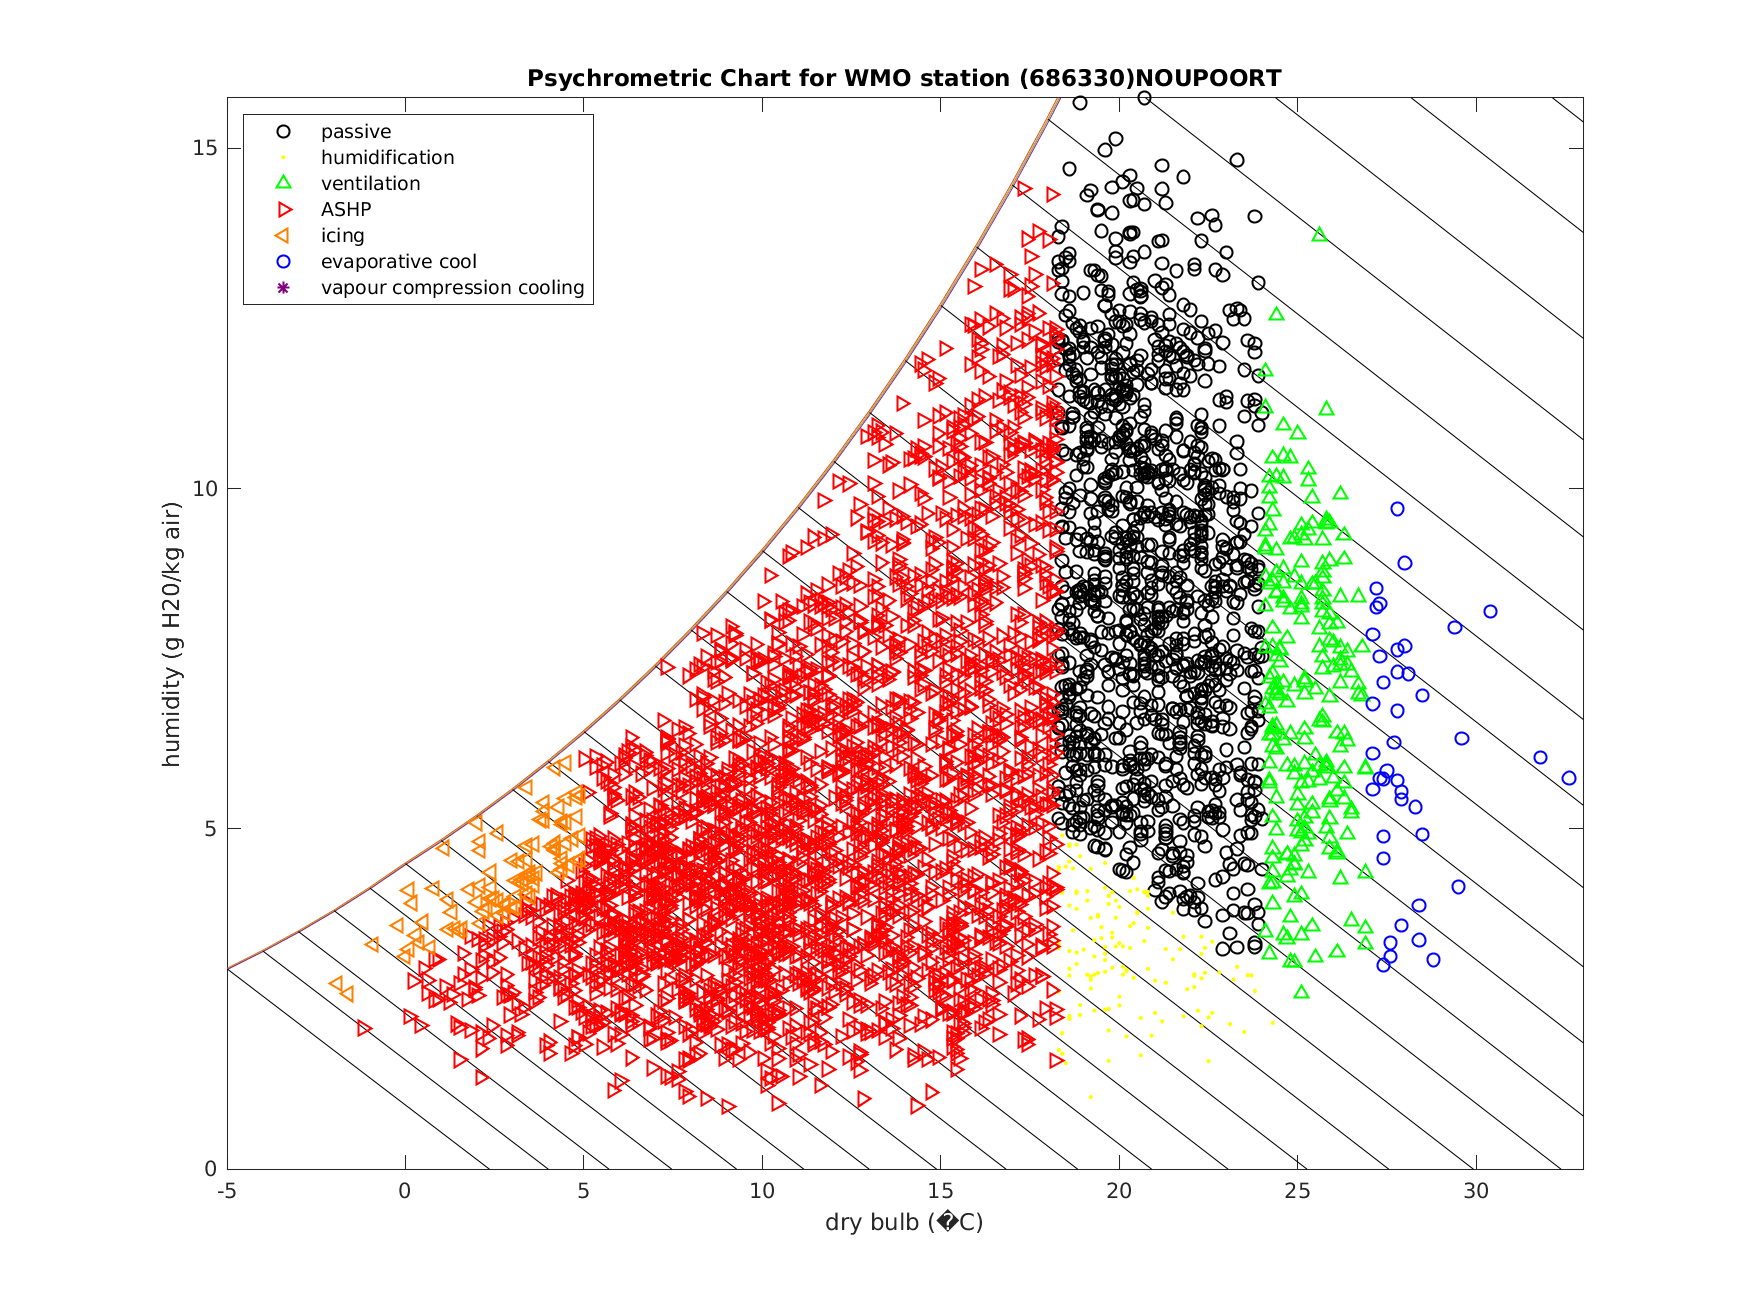 Psychrometric Chart for WMO station (686330)NOUPOORT
passive
humidification
ventilation
ASHP
icing
evaporative cool
vapour compression cooling
humidity (g H20/kg air)
15
10
5
0
-5 0 5 10 15 20 25 30
dry bulb (�C)